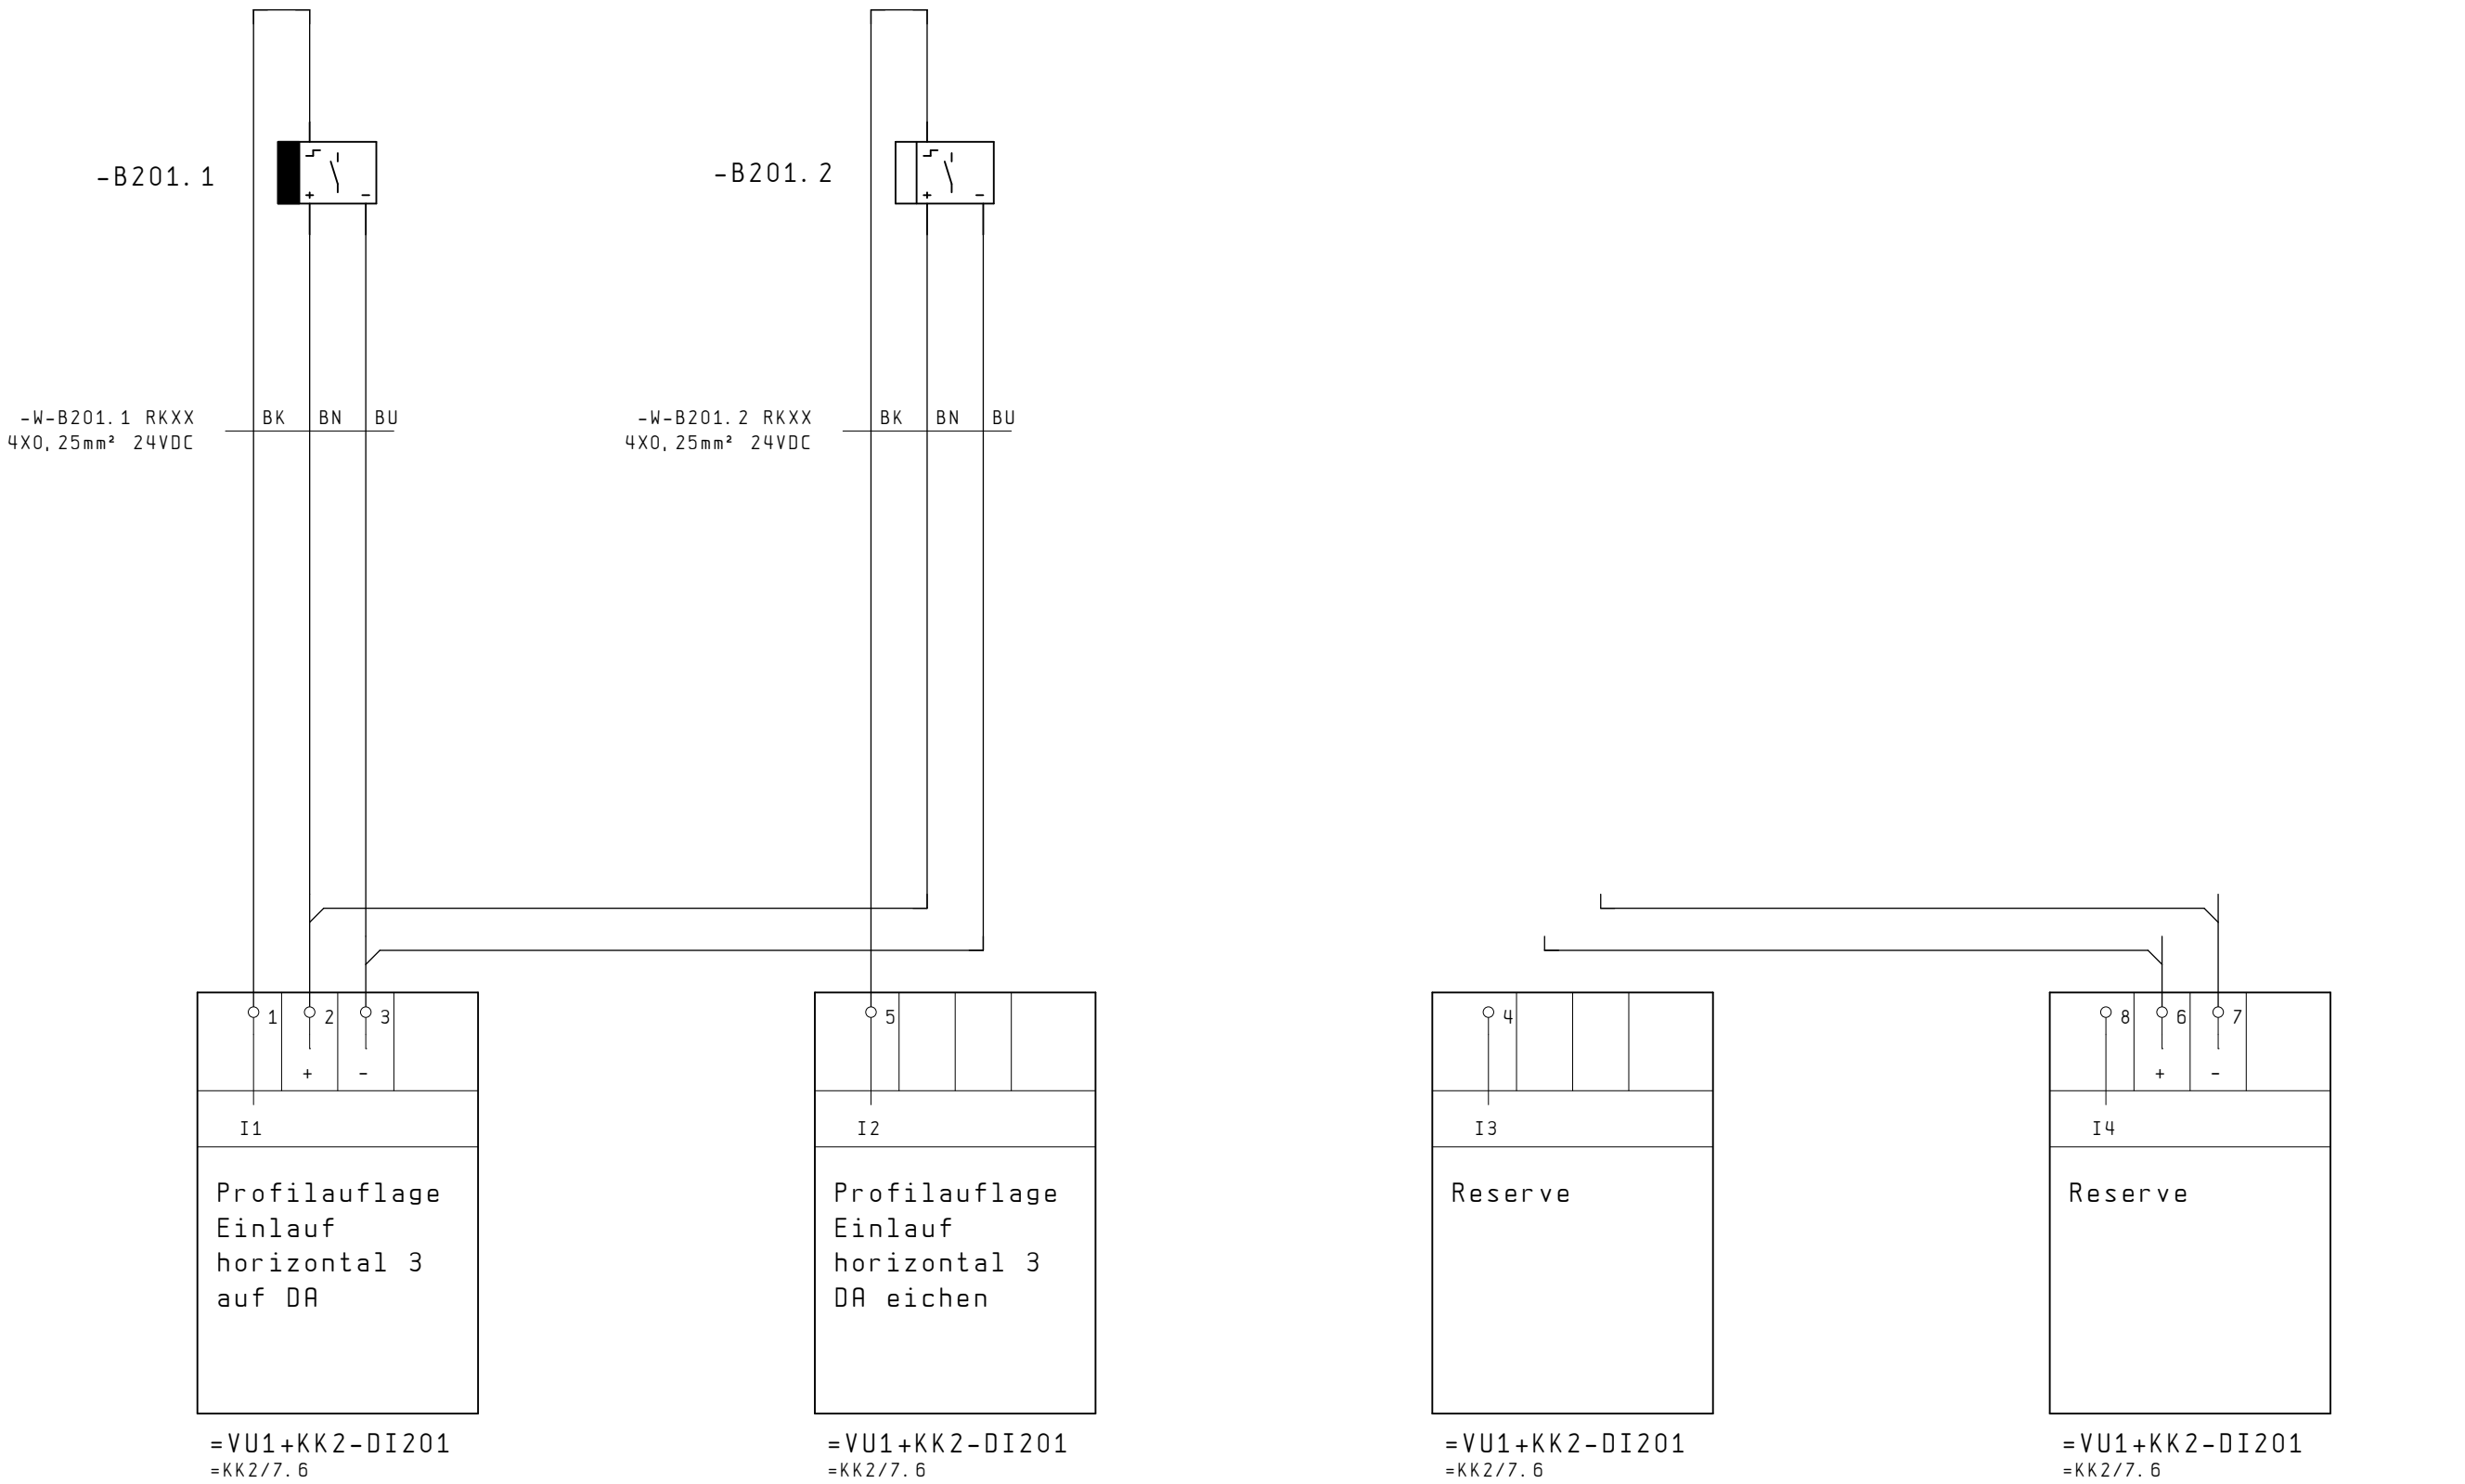 -B201.1
-B201.2
-W-B201.1 RKXX
4X0,25mm² 24VDC
BK BN BU
-W-B201.2 RKXX
4X0,25mm² 24VDC
BK BN BU
1 2 3
+ -
I1
Profilauflage
Einlauf
horizontal 3
auf DA
=VU1+KK2-DI201
=KK2/7.6
5
I2
Profilauflage
Einlauf
horizontal 3
DA eichen
=VU1+KK2-DI201
=KK2/7.6
4
I3
Reserve
=VU1+KK2-DI201
=KK2/7.6
8 6 7
+ -
I4
Reserve
=VU1+KK2-DI201
=KK2/7.6